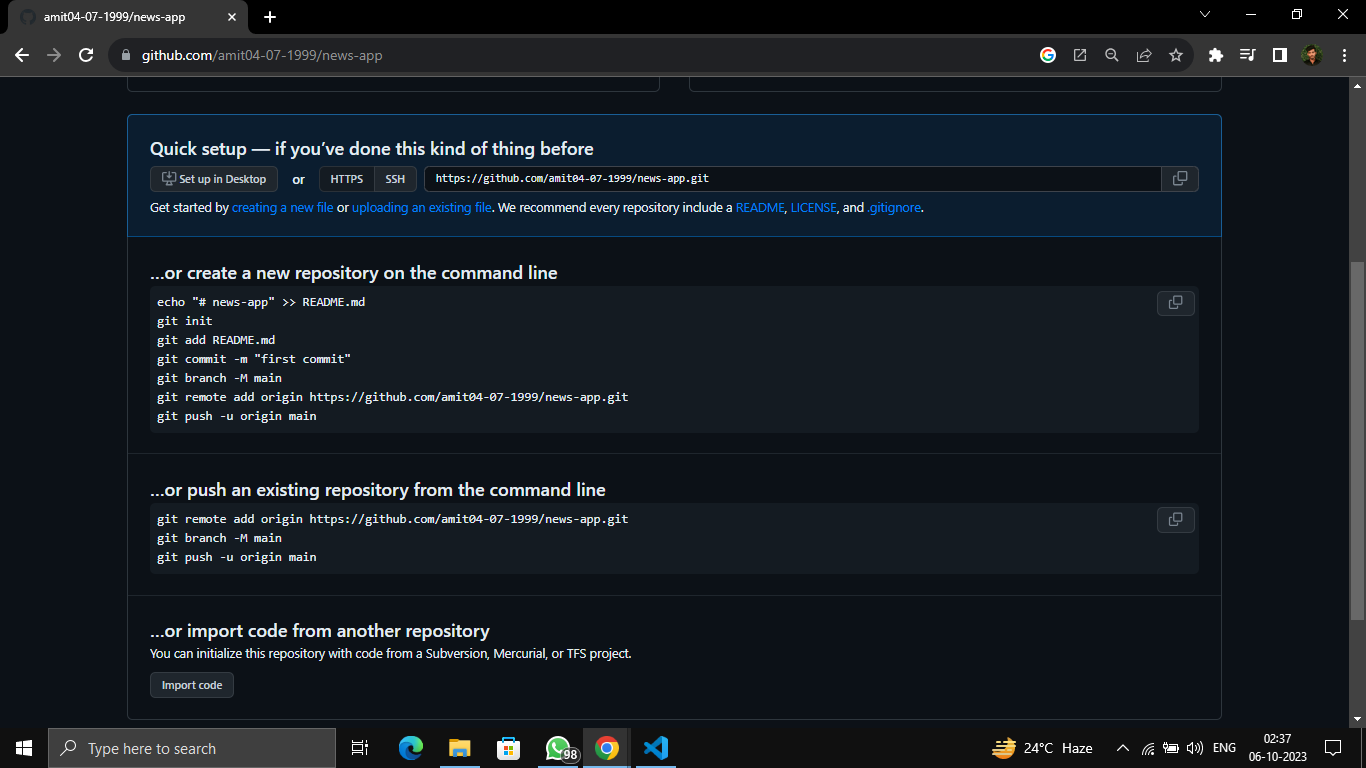 amit04-07-1999/news-app
github.com/amit04-07-1999/news-app
Quick setup — if you’ve done this kind of thing before
Set up in Desktop or HTTPS SSH https://github.com/amit04-07-1999/news-app.git
Get started by creating a new file or uploading an existing file. We recommend every repository include a README, LICENSE, and .gitignore.
…or create a new repository on the command line
echo "# news-app" >> README.md
git init
git add README.md
git commit -m "first commit"
git branch -M main
git remote add origin https://github.com/amit04-07-1999/news-app.git
git push -u origin main
…or push an existing repository from the command line
git remote add origin https://github.com/amit04-07-1999/news-app.git
git branch -M main
git push -u origin main
…or import code from another repository
You can initialize this repository with code from a Subversion, Mercurial, or TFS project.
Import code
Type here to search
98
24°C Haze
ENG
02:37
06-10-2023